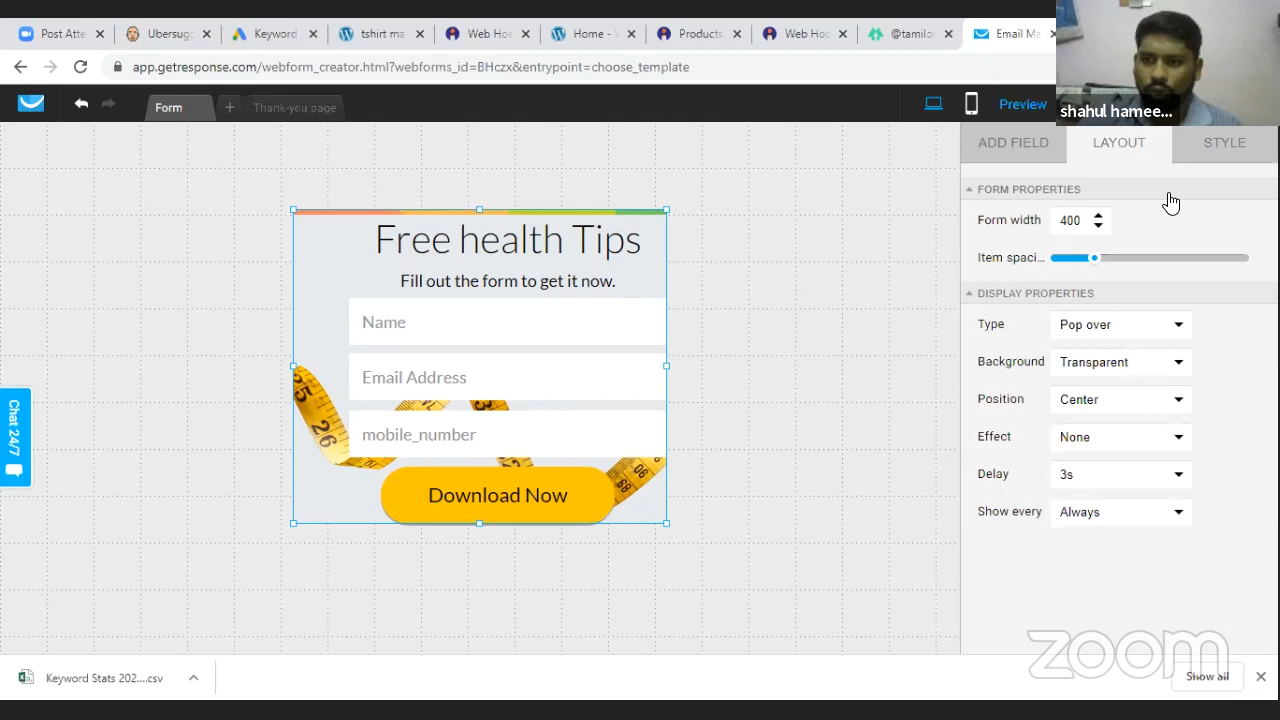 Post Atte
Ubersugg
Keyword
tshirt ma
Web Hos
Home -
Products
Web Hos
@tamilo
Email Ma
app.getresponse.com/webform_creator.html?webforms_id=BHczx&entrypoint=choose_template
shahul hamee...
Form
+
Thank-you page
Preview
ADD FIELD
LAYOUT
STYLE
FORM PROPERTIES
Form width 400
Item spaci...
DISPLAY PROPERTIES
Type Pop over
Background Transparent
Position Center
Effect None
Delay 3s
Show every Always
Free health Tips
Fill out the form to get it now.
Name
Email Address
mobile_number
Download Now
25
26
Chat 24/7
Keyword Stats 202....csv
Show all
zoom